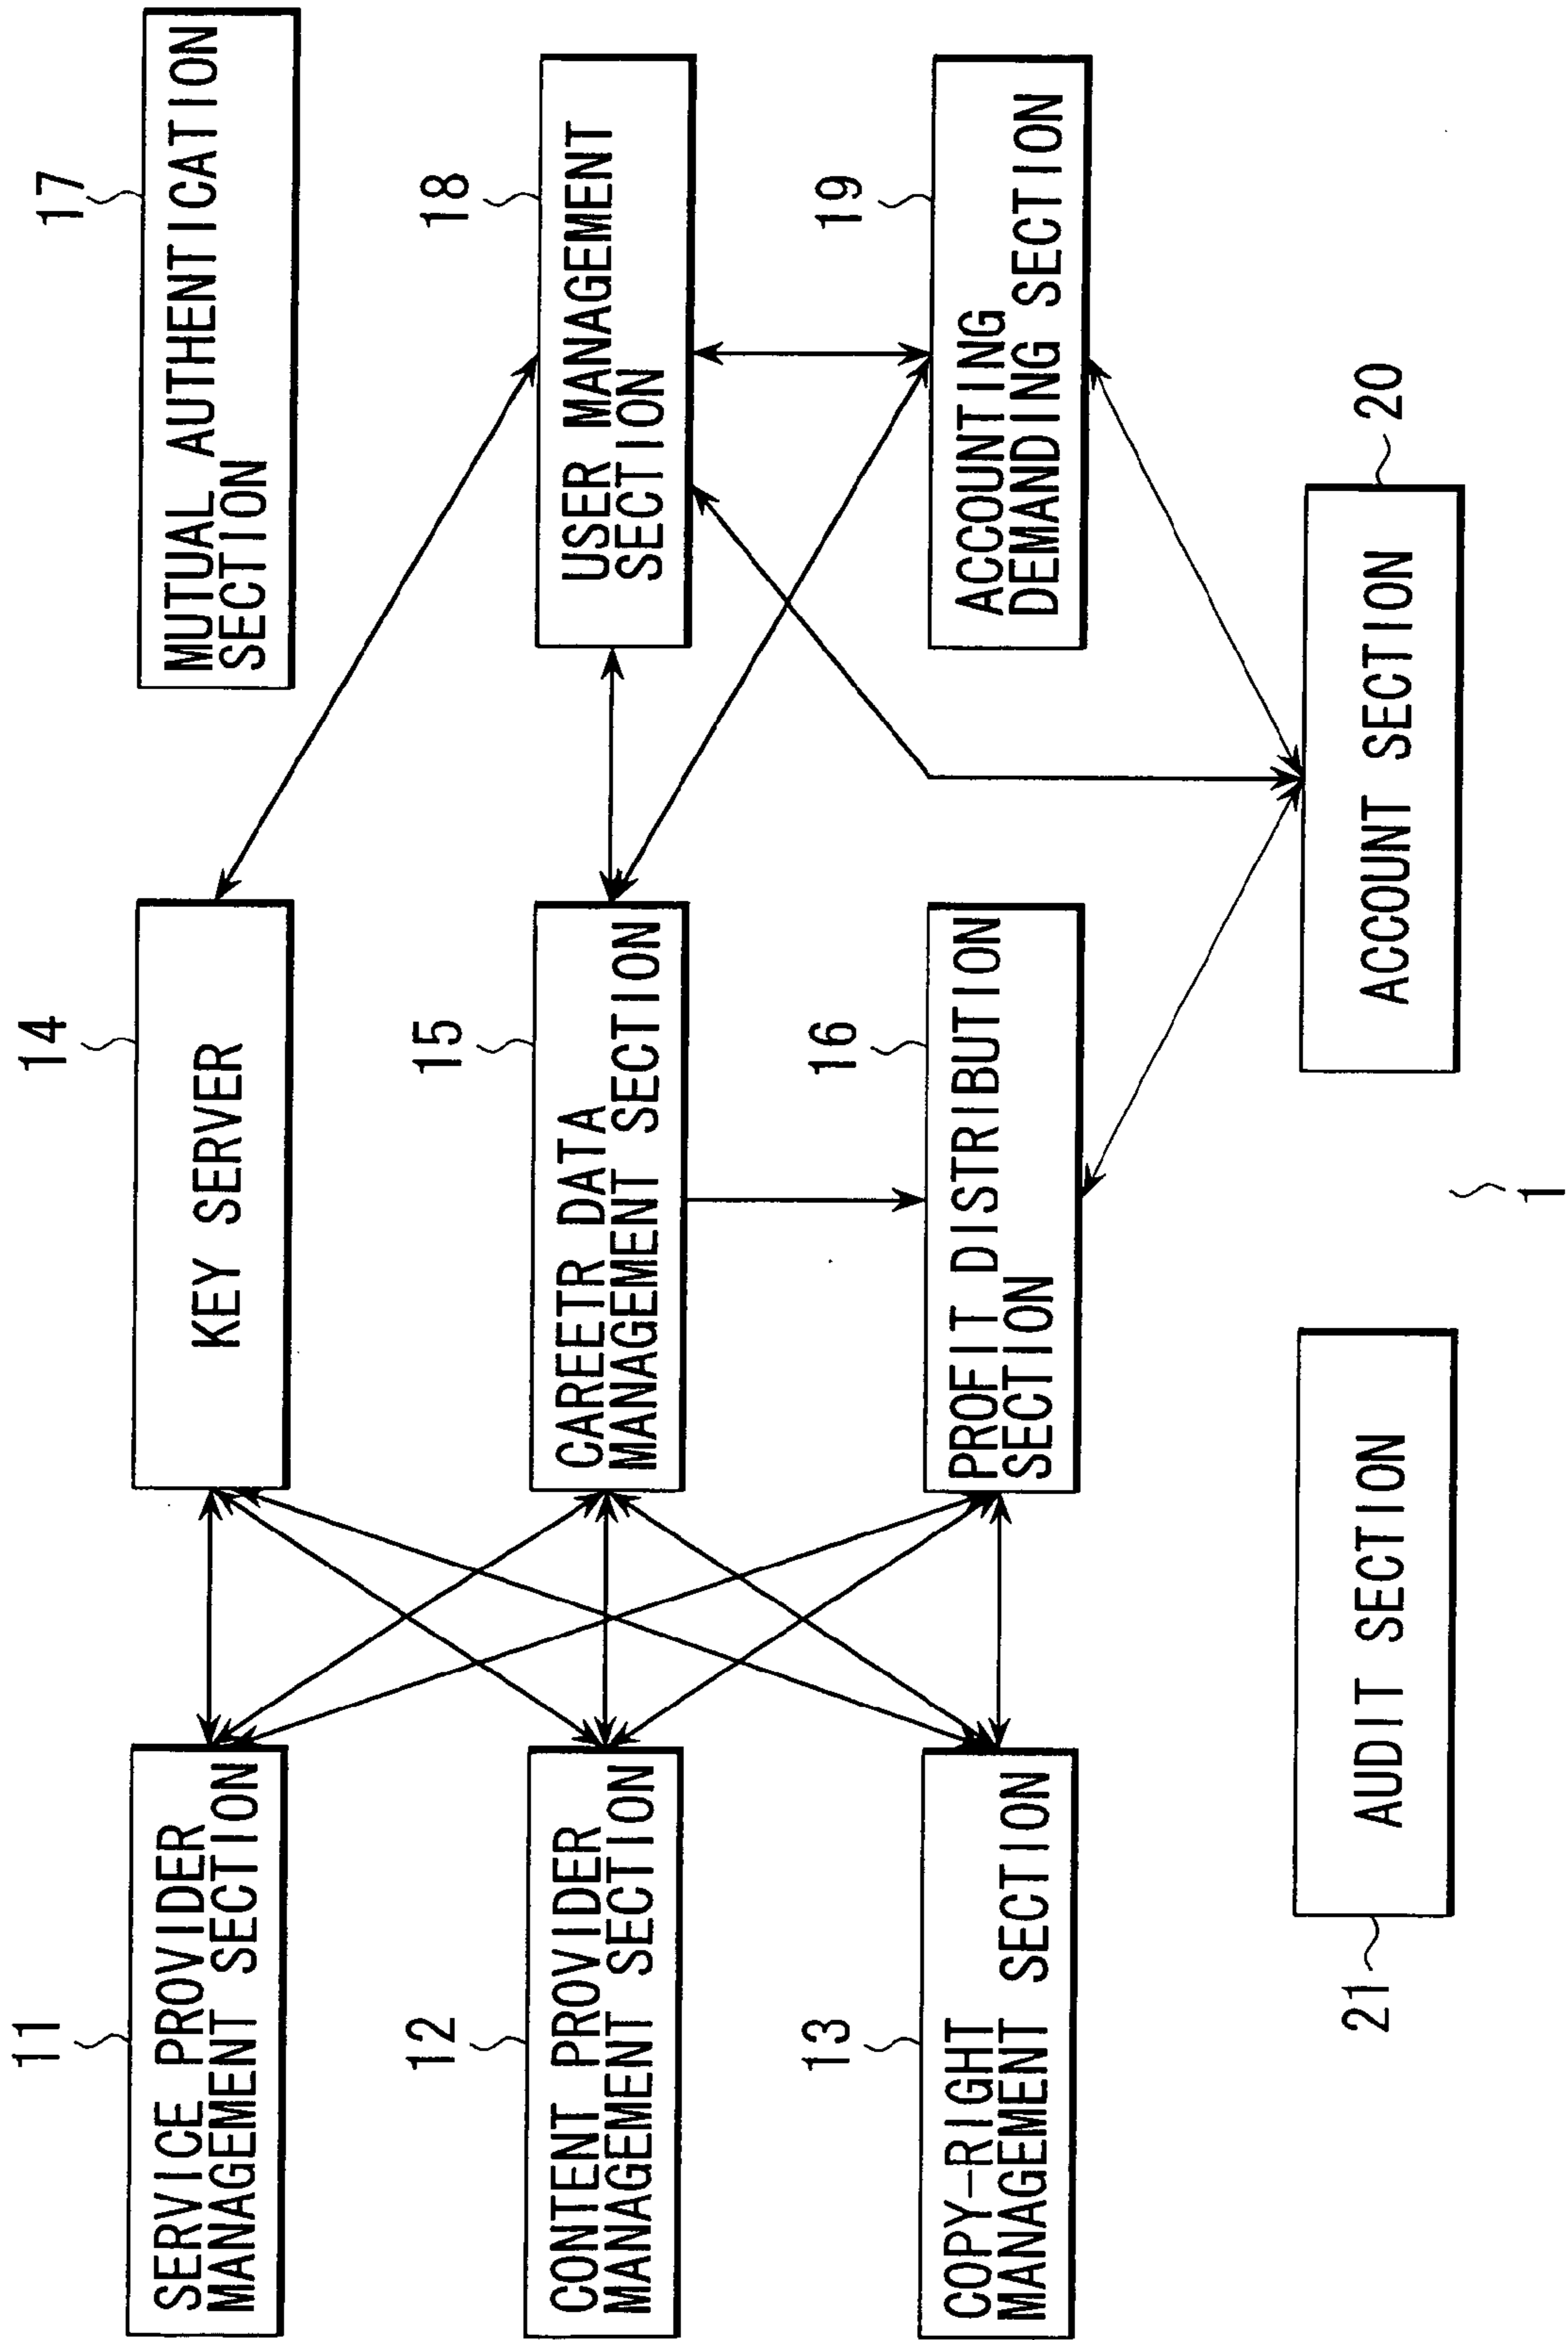 11
SERVICE PROVIDER
MANAGEMENT SECTION
14
KEY SERVER
17
MUTUAL AUTHENTICATION
SECTION
12
CONTENT PROVIDER
MANAGEMENT SECTION
15
CAREETR DATA
MANAGEMENT SECTION
18
USER MANAGEMENT
SECTION
13
COPY-RIGHT
MANAGEMENT SECTION
16
PROFIT DISTRIBUTION
SECTION
19
ACCOUNTING
DEMANDING SECTION
21
AUDIT SECTION
ACCOUNT SECTION
20
1